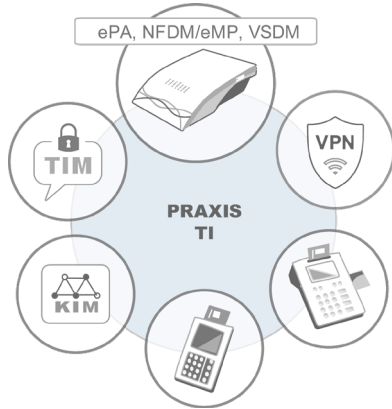 ePA, NFDM/eMP, VSDM
TIM
VPN
PRAXIS
TI
KIM